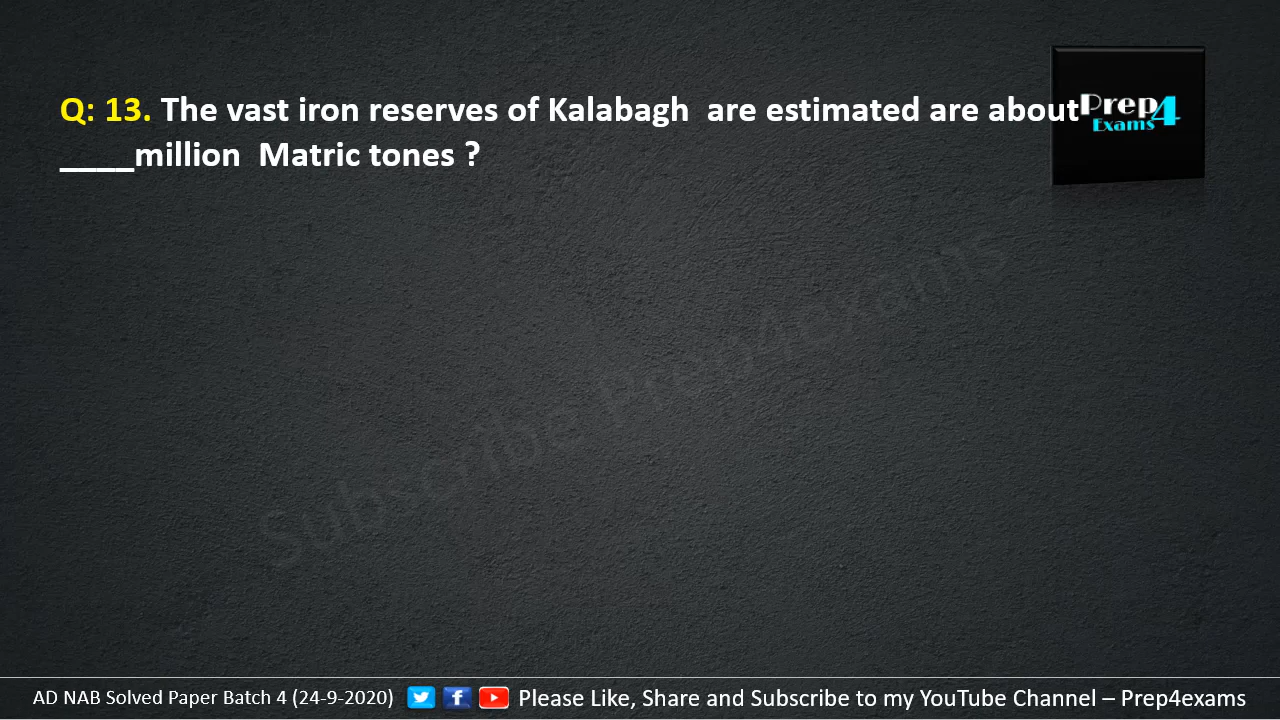 Q: 13. The vast iron reserves of Kalabagh  are estimated are about
____million  Matric tones ?
Prep4
Exams
Subscribe Prep4exams
AD NAB Solved Paper Batch 4 (24-9-2020) Please Like, Share and Subscribe to my YouTube Channel – Prep4exams